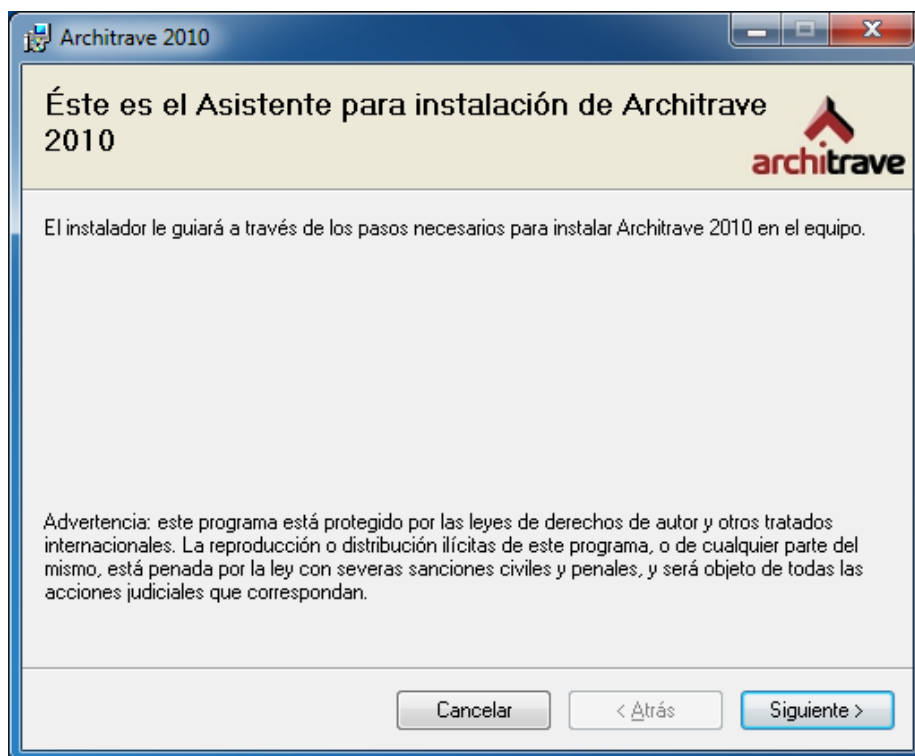 Architrave 2010
Éste es el Asistente para instalación de Architrave
2010
architrave
El instalador le guiará a través de los pasos necesarios para instalar Architrave 2010 en el equipo.
Advertencia: este programa está protegido por las leyes de derechos de autor y otros tratados
internacionales. La reproducción o distribución ilícitas de este programa, o de cualquier parte del
mismo, está penada por la ley con severas sanciones civiles y penales, y será objeto de todas las
acciones judiciales que correspondan.
Cancelar
< Atrás
Siguiente >